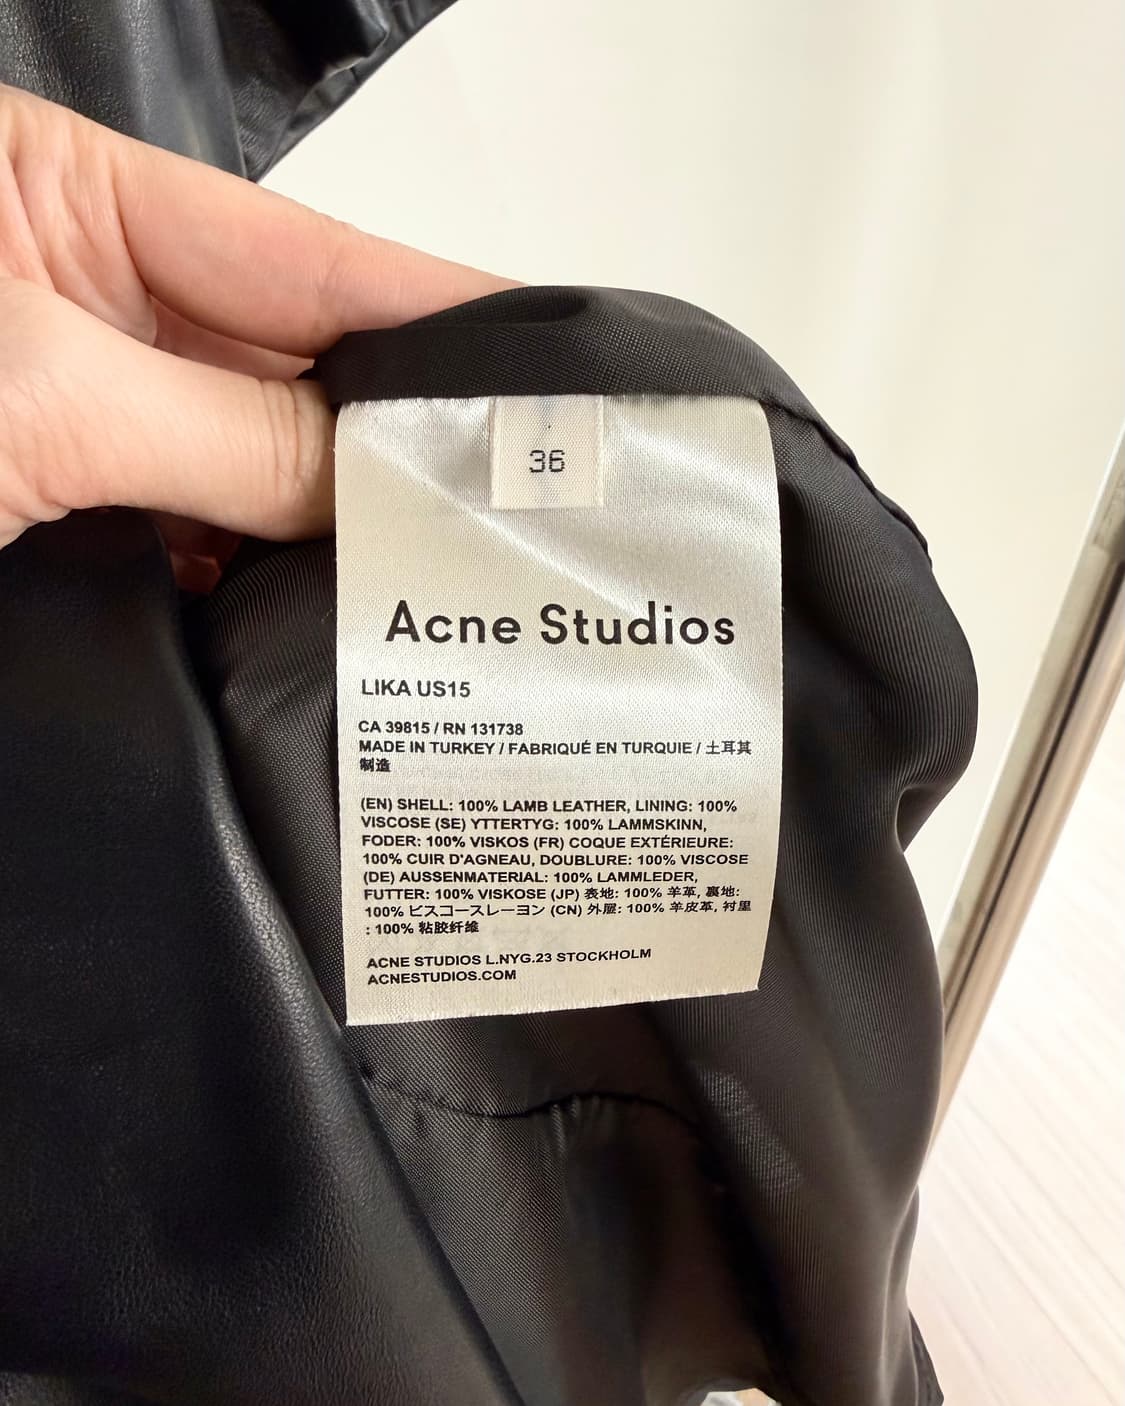 36
Acne Studios
LIKA US15
CA 39815 / RN 131738
MADE IN TURKEY / FABRIQUÉ EN TURQUIE / 土耳其
制造
(EN) SHELL: 100% LAMB LEATHER, LINING: 100%
VISCOSE (SE) YTTERTYG: 100% LAMMSKINN,
FODER: 100% VISKOS (FR) COQUE EXTÉRIEURE:
100% CUIR D'AGNEAU, DOUBLURE: 100% VISCOSE
(DE) AUSSENMATERIAL: 100% LAMMLEDER,
FUTTER: 100% VISKOSE (JP) 表地: 100% 羊革, 裏地:
100% ビスコースレーヨン (CN) 外层: 100% 羊皮革, 衬里
: 100% 粘胶纤维
ACNE STUDIOS L.NYG.23 STOCKHOLM
ACNESTUDIOS.COM